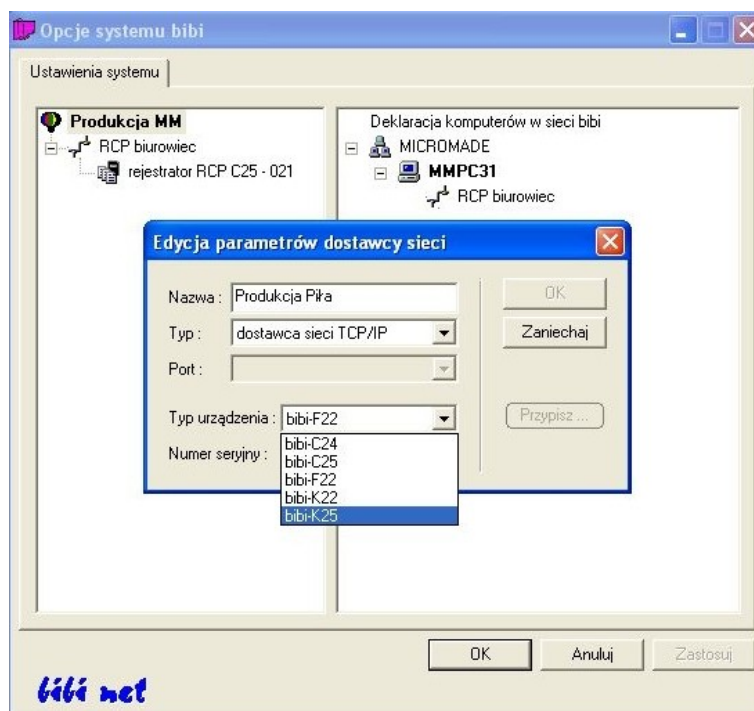 Opcje systemu bibi
Ustawienia systemu
Produkcja MM
RCP biurowiec
rejestrator RCP C25 - 021
Deklaracja komputerów w sieci bibi
MICROMADE
MMPC31
RCP biurowiec
Edycja parametrów dostawcy sieci
Nazwa : Produkcja Piła
Typ : dostawca sieci TCP/IP
Port :
Typ urządzenia : bibi-F22
Numer seryjny :
bibi-C24
bibi-C25
bibi-F22
bibi-K22
bibi-K25
OK
Zaniechaj
Przypisz ...
OK Anuluj Zastosuj
bibi net